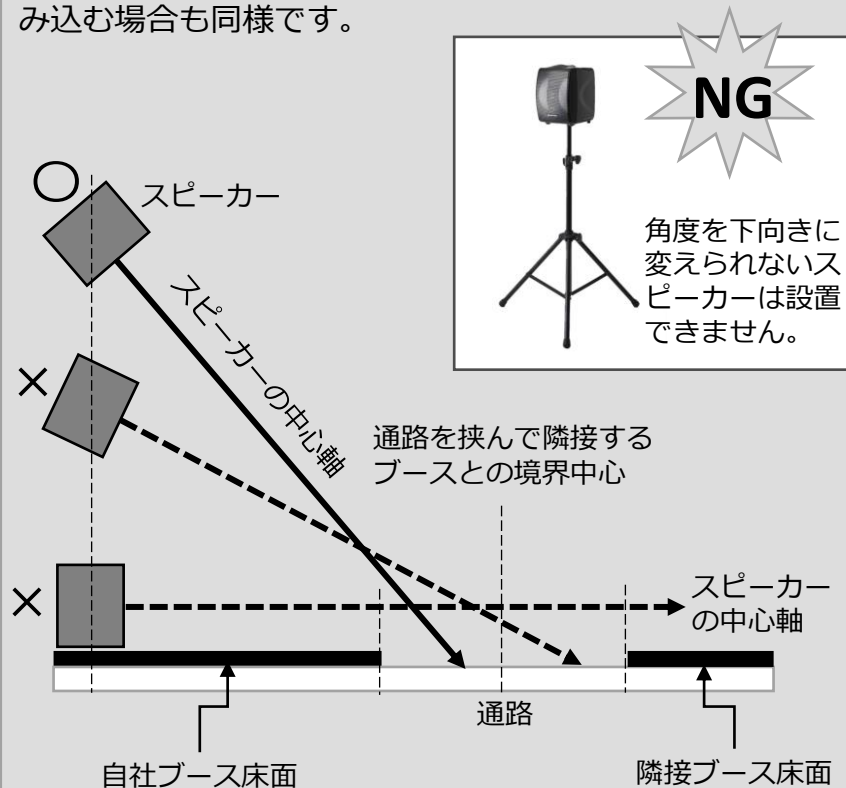 み込む場合も同様です。
NG
角度を下向きに
変えられないス
ピーカーは設置
できません。
○
スピーカー
スピーカーの中心軸
×
通路を挟んで隣接する
ブースとの境界中心
×
スピーカー
の中心軸
通路
自社ブース床面
隣接ブース床面